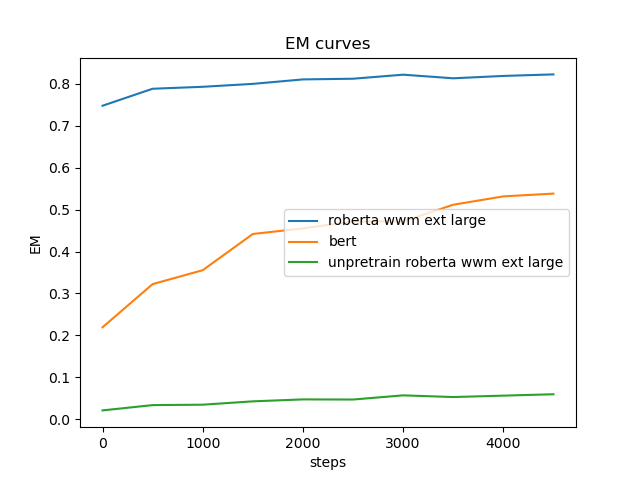 EM curves
0.8
0.7
0.6
0.5
0.4
0.3
0.2
0.1
0.0
EM
roberta wwm ext large
bert
unpretrain roberta wwm ext large
0 1000 2000 3000 4000
steps